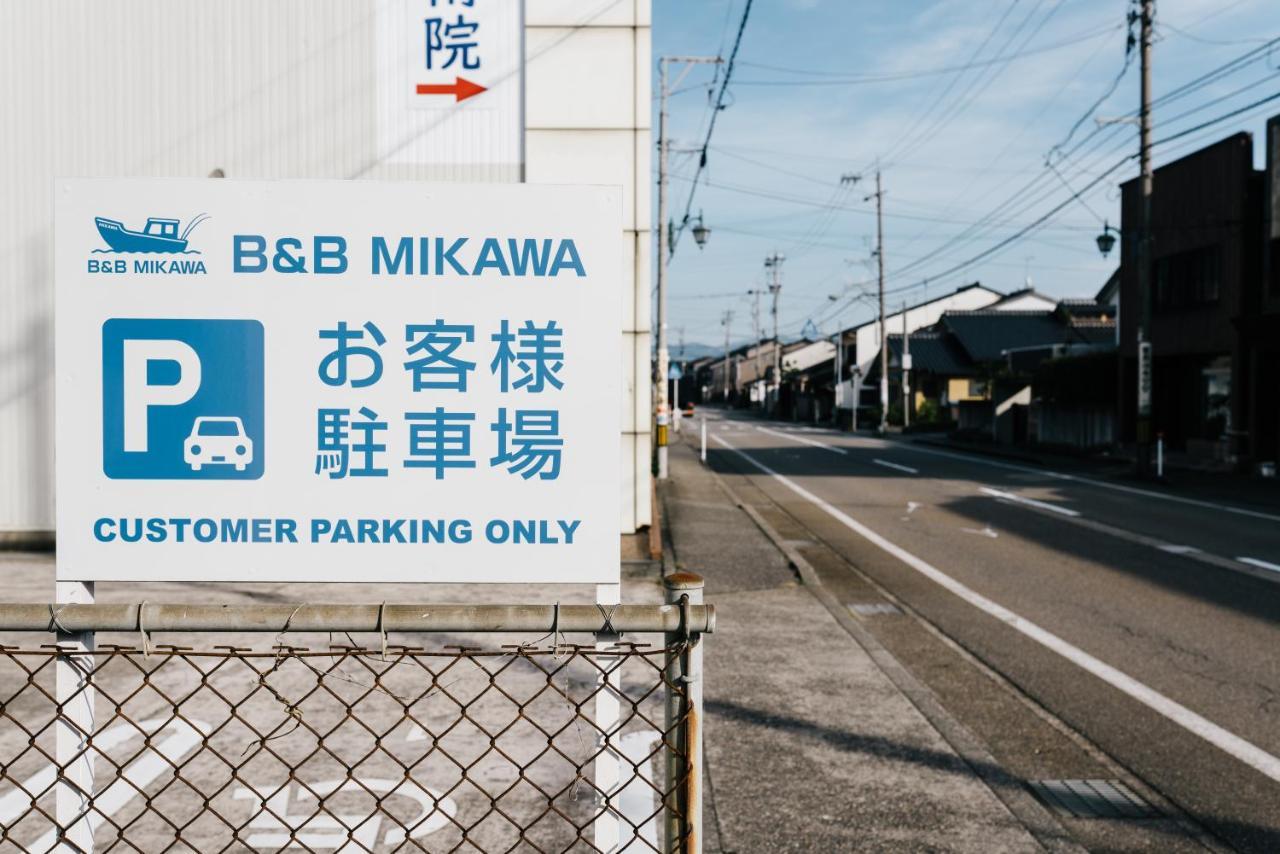 院
B&B MIKAWA
B&B MIKAWA
P
お客様
駐車場
CUSTOMER PARKING ONLY